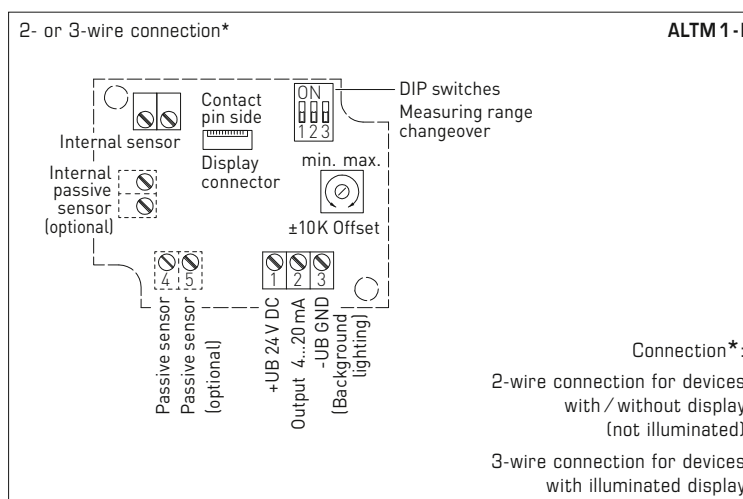 2- or 3-wire connection*
ALTM 1 -
ON
1 2 3
DIP switches
Measuring range
changeover
Contact
pin side
Internal sensor
Display
connector
Internal
passive
sensor
(optional)
min. max.
±10K Offset
4 5
1 2 3
Passive sensor
Passive sensor
(optional)
+UB 24 V DC
Output 4...20 mA
-UB GND
(Background
lighting)
Connection*:
2-wire connection for devices
with / without display
(not illuminated)
3-wire connection for devices
with illuminated display